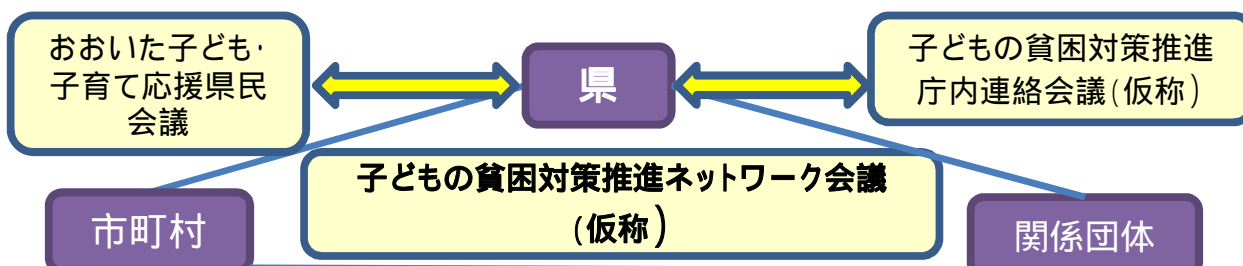 おおいた子ども・
子育て応援県民
会議
県
子どもの貧困対策推進
庁内連絡会議(仮称)
子どもの貧困対策推進ネットワーク会議
(仮称)
市町村
関係団体